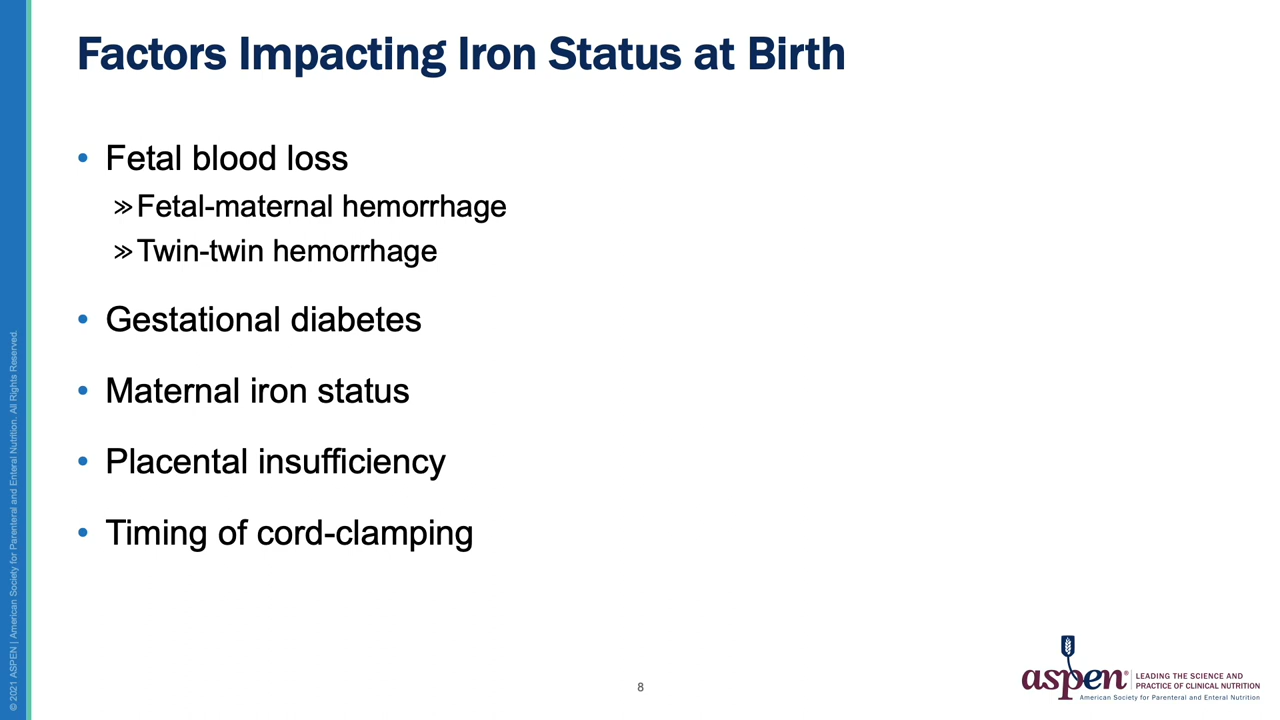 Factors Impacting Iron Status at Birth
• Fetal blood loss
»Fetal-maternal hemorrhage
»Twin-twin hemorrhage
• Gestational diabetes
• Maternal iron status
• Placental insufficiency
• Timing of cord-clamping
© 2021 ASPEN | American Society for Parenteral and Enteral Nutrition. All Rights Reserved.
8
aspen®
LEADING THE SCIENCE AND
PRACTICE OF CLINICAL NUTRITION
American Society for Parenteral and Enteral Nutrition